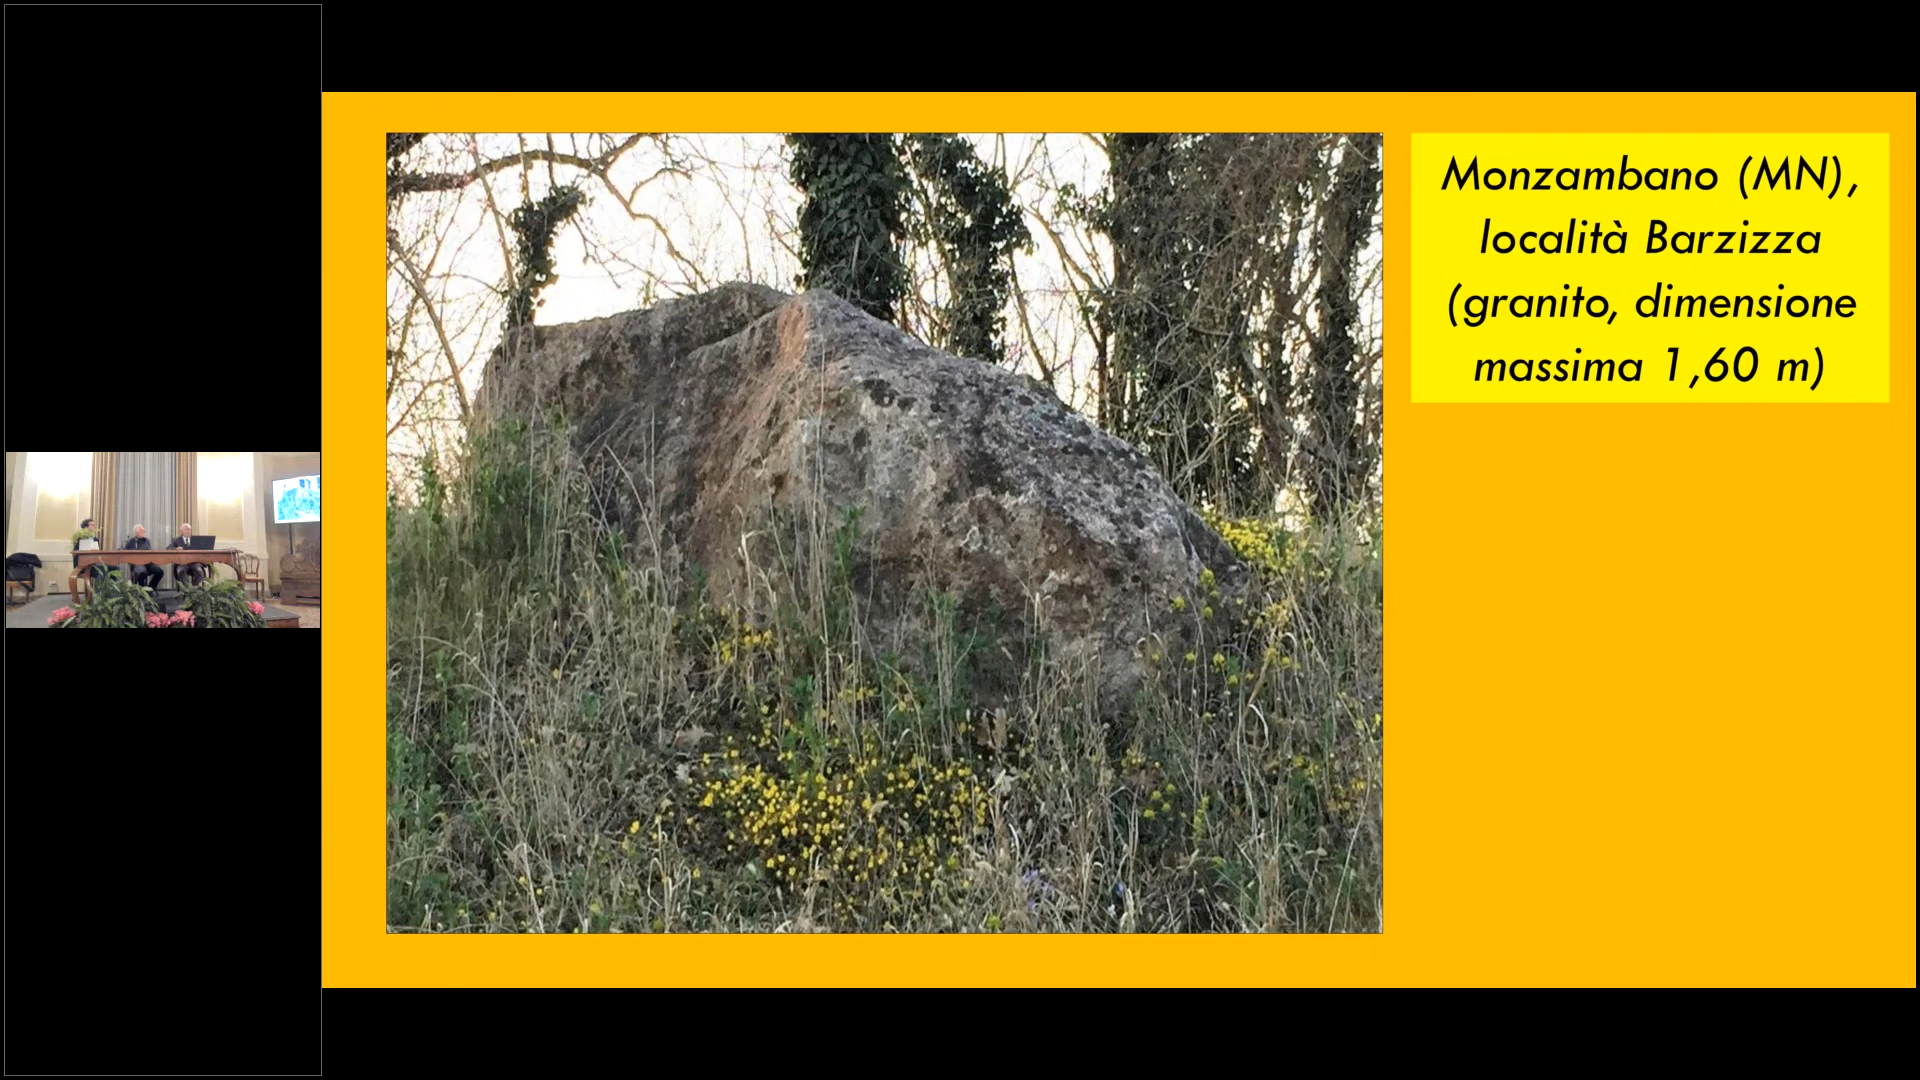 Monzambano (MN),
località Barzizza
(granito, dimensione
massima 1,60 m)